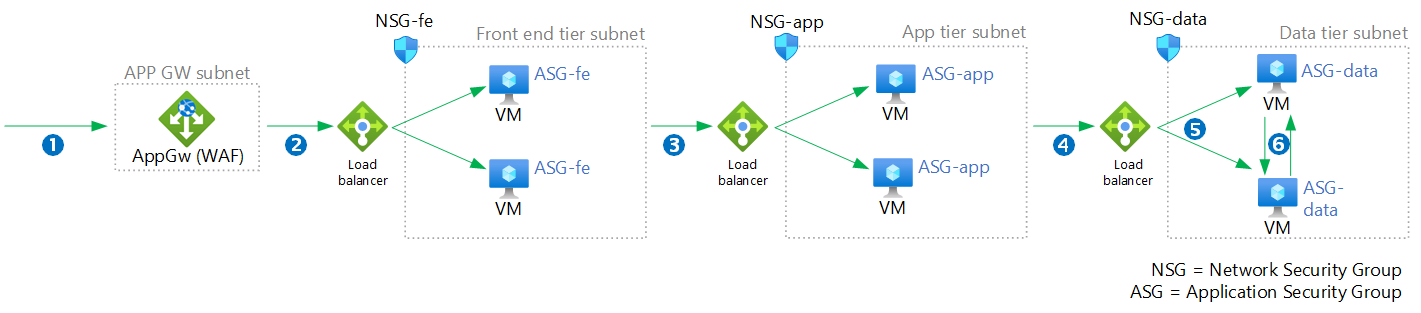 NSG-fe
NSG-app
NSG-data
Front end tier subnet
App tier subnet
Data tier subnet
APP GW subnet
ASG-fe
ASG-app
ASG-data
VM
VM
VM
1
AppGw (WAF)
2
Load
balancer
ASG-fe
VM
3
Load
balancer
ASG-app
VM
4
Load
balancer
5
6
ASG-
data
VM
NSG = Network Security Group
ASG = Application Security Group